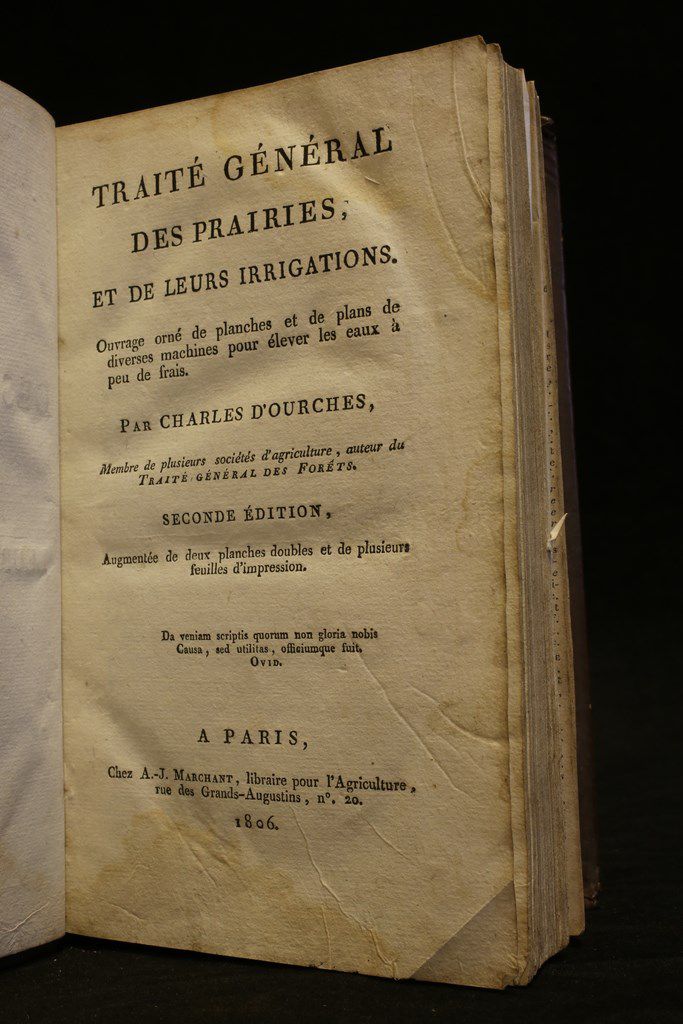 TRAITÉ GÉNÉRAL
DES PRAIRIES,
ET DE LEURS IRRIGATIONS.
Ouvrage orné de planches et de plans de
diverses machines pour élever les eaux à
peu de frais.
PAR CHARLES D'OURCHES,
Membre de plusieurs sociétés d'agriculture, auteur du
TRAITÉ GÉNÉRAL DES FORÊTS.
SECONDE ÉDITION,
Augmentée de deux planches doubles et de plusieurs
feuilles d'impression.
Da veniam scriptis quorum non gloria nobis
Causa, sed utilitas, officiumque fuit.
OVID.
A PARIS,
Chez A.-J. MARCHANT, libraire pour l'Agriculture,
rue des Grands-Augustins, n°. 20.
1806.